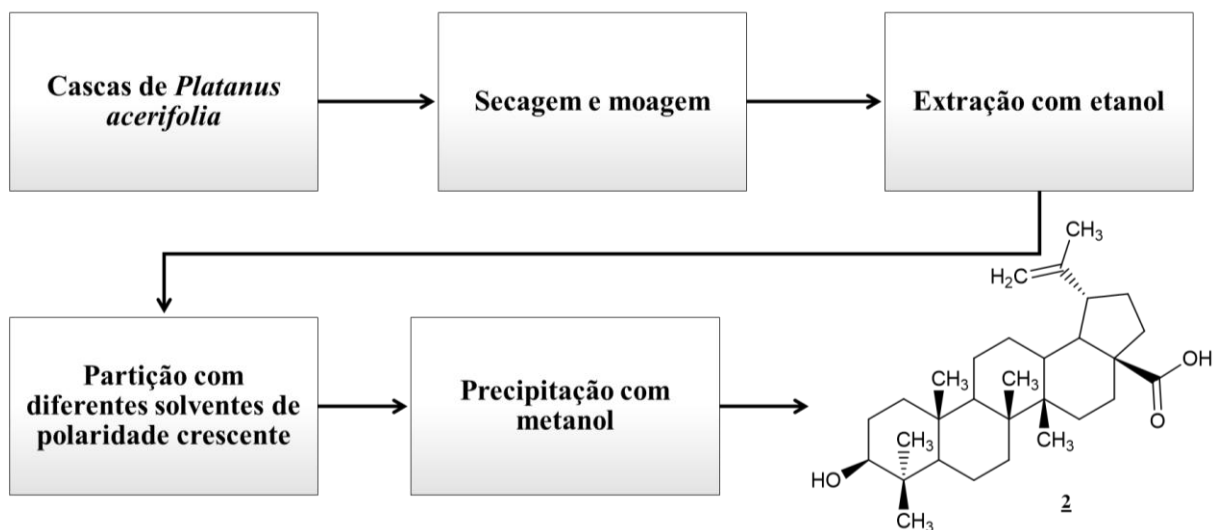 Cascas de Platanus
acerifolia
Secagem e moagem
Extração com etanol
Partição com
diferentes solventes de
polaridade crescente
Precipitação com
metanol
CH3
H2C
OH
O
CH3
CH3
CH3
CH3
HO
CH3
2